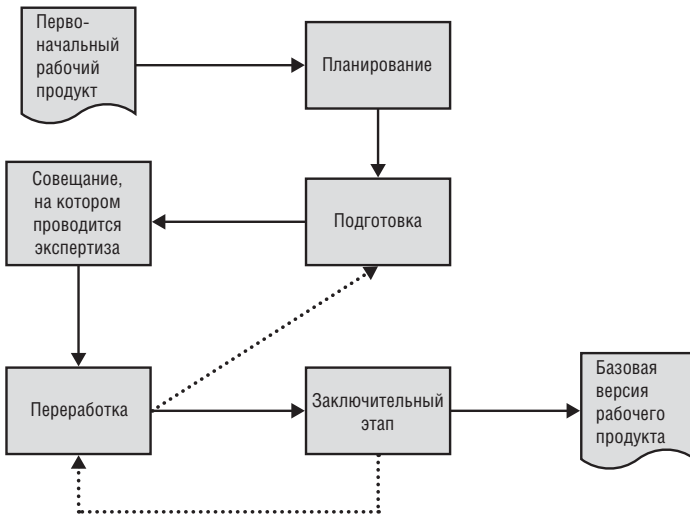 Перво-
начальный
рабочий
продукт
Планирование
Совещание,
на котором
проводится
экспертиза
Подготовка
Переработка
Заключительный
этап
Базовая
версия
рабочего
продукта